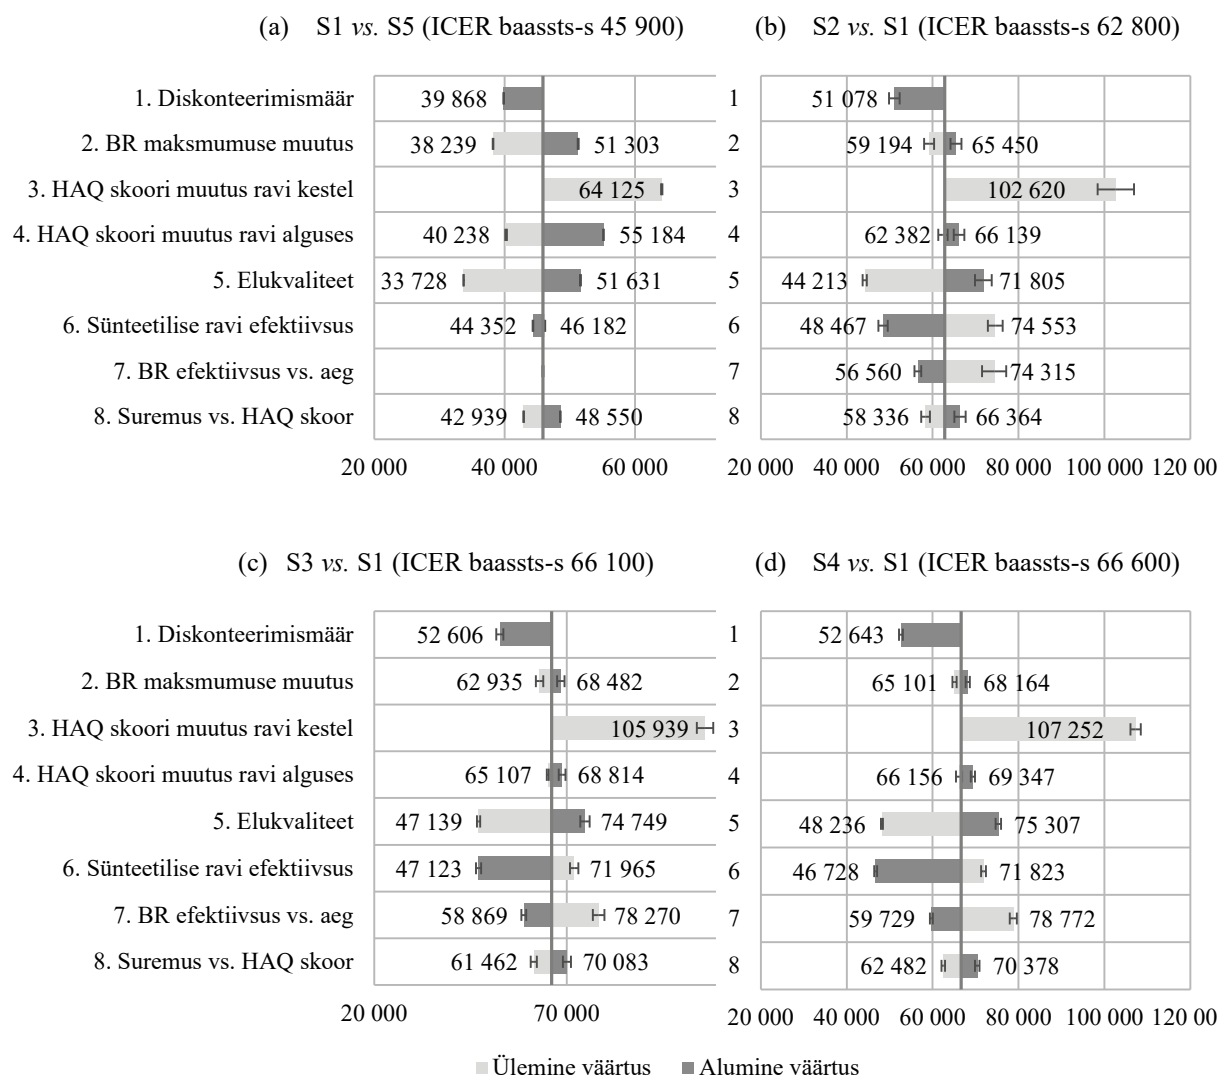 (a) S1 vs. S5 (ICER baassts-s 45 900)
(b) S2 vs. S1 (ICER baassts-s 62 800)
1. Diskonteerimismäär 39 868
2. BR maksmumuse muutus 38 239 51 303
3. HAQ skoori muutus ravi kestel 64 125
4. HAQ skoori muutus ravi alguses 40 238 55 184
5. Elukvaliteet 33 728 51 631
6. Sünteetilise ravi efektiivsus 44 352 46 182
7. BR efektiivsus vs. aeg
8. Suremus vs. HAQ skoor 42 939 48 550
20 000 40 000 60 000
1 51 078
2 59 194 65 450
3 102 620
4 62 382 66 139
5 44 213 71 805
6 48 467 74 553
7 56 560 74 315
8 58 336 66 364
20 000 40 000 60 000 80 000 100 000 120 00
(c) S3 vs. S1 (ICER baassts-s 66 100)
(d) S4 vs. S1 (ICER baassts-s 66 600)
1. Diskonteerimismäär 52 606
2. BR maksmumuse muutus 62 935 68 482
3. HAQ skoori muutus ravi kestel 105 939
4. HAQ skoori muutus ravi alguses 65 107 68 814
5. Elukvaliteet 47 139 74 749
6. Sünteetilise ravi efektiivsus 47 123 71 965
7. BR efektiivsus vs. aeg 58 869 78 270
8. Suremus vs. HAQ skoor 61 462 70 083
20 000 70 000
1 52 643
2 65 101 68 164
3 107 252
4 66 156 69 347
5 48 236 75 307
6 46 728 71 823
7 59 729 78 772
8 62 482 70 378
20 000 40 000 60 000 80 000 100 000 120 00
Ülemine väärtus Alumine väärtus